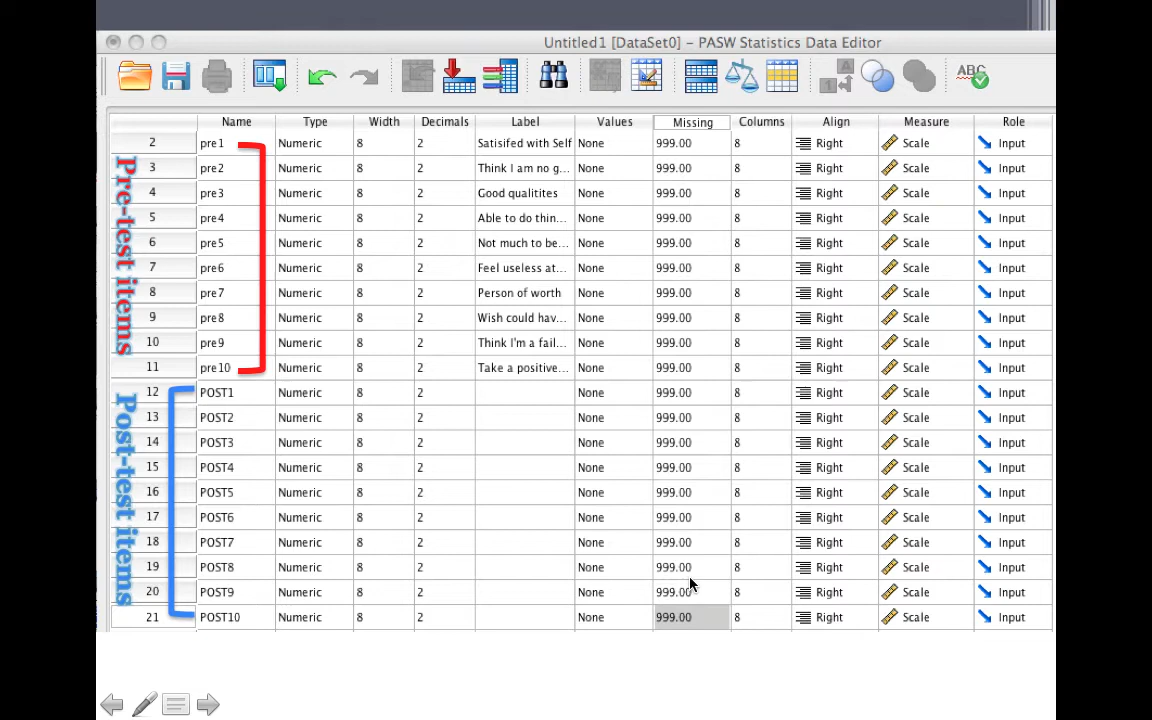 Untitled1 [DataSet0] – PASW Statistics Data Editor
A
1 4
ABC
Name Type Width Decimals Label Values Missing Columns Align Measure Role
2 pre1 Numeric 8 2 Satisifed with Self None 999.00 8 Right Scale Input
3 pre2 Numeric 8 2 Think I am no g... None 999.00 8 Right Scale Input
4 pre3 Numeric 8 2 Good qualitites None 999.00 8 Right Scale Input
5 pre4 Numeric 8 2 Able to do thin... None 999.00 8 Right Scale Input
6 pre5 Numeric 8 2 Not much to be... None 999.00 8 Right Scale Input
7 pre6 Numeric 8 2 Feel useless at... None 999.00 8 Right Scale Input
8 pre7 Numeric 8 2 Person of worth None 999.00 8 Right Scale Input
9 pre8 Numeric 8 2 Wish could hav... None 999.00 8 Right Scale Input
10 pre9 Numeric 8 2 Think I'm a fail... None 999.00 8 Right Scale Input
11 pre10 Numeric 8 2 Take a positive... None 999.00 8 Right Scale Input
12 POST1 Numeric 8 2 None 999.00 8 Right Scale Input
13 POST2 Numeric 8 2 None 999.00 8 Right Scale Input
14 POST3 Numeric 8 2 None 999.00 8 Right Scale Input
15 POST4 Numeric 8 2 None 999.00 8 Right Scale Input
16 POST5 Numeric 8 2 None 999.00 8 Right Scale Input
17 POST6 Numeric 8 2 None 999.00 8 Right Scale Input
18 POST7 Numeric 8 2 None 999.00 8 Right Scale Input
19 POST8 Numeric 8 2 None 999.00 8 Right Scale Input
20 POST9 Numeric 8 2 None 999.00 8 Right Scale Input
21 POST10 Numeric 8 2 None 999.00 8 Right Scale Input
Pre-test items
Post-test items